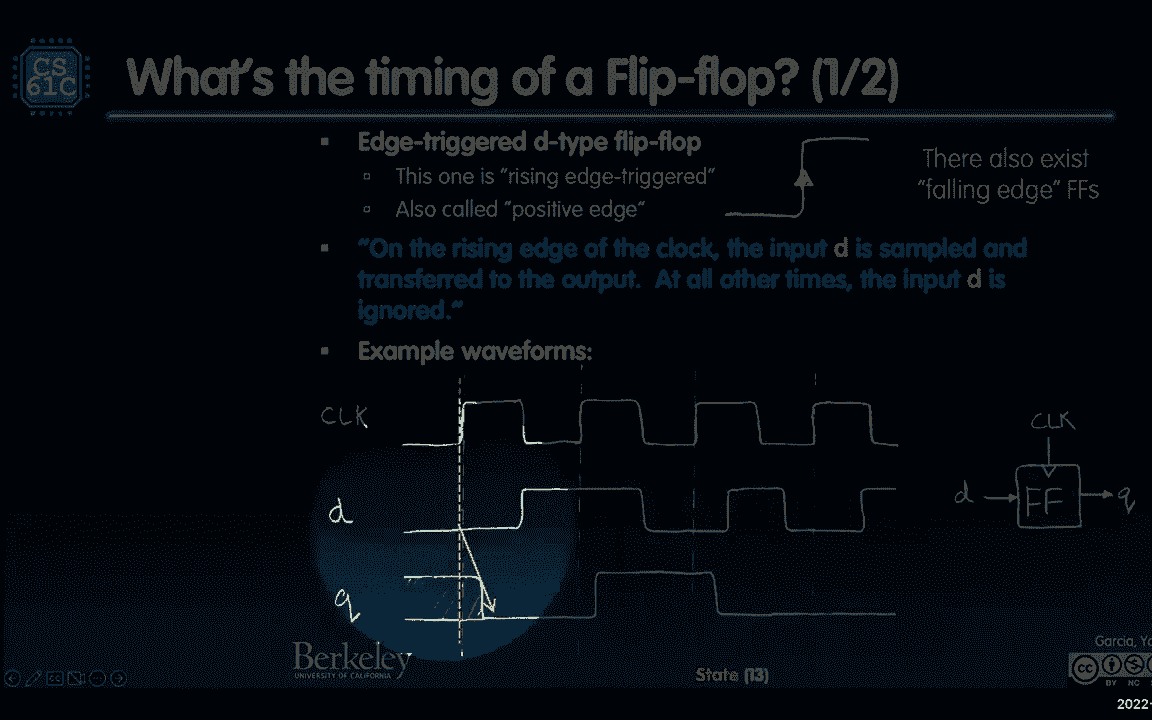 CS
61C
What's the timing of a Flip-flop? (1/2)
Edge-triggered d-type flip-flop
This one is "rising edge-triggered"
Also called "positive edge"
There also exist
"falling edge" FFs
"On the rising edge of the clock, the input d is sampled and
transferred to the output. At all other times, the input d is
ignored."
Example waveforms:
CLK
d
q
CLK
d
FF
q
Berkeley
UNIVERSITY OF CALIFORNIA
State (13)
Garcia,
cc
BY NC
2022-